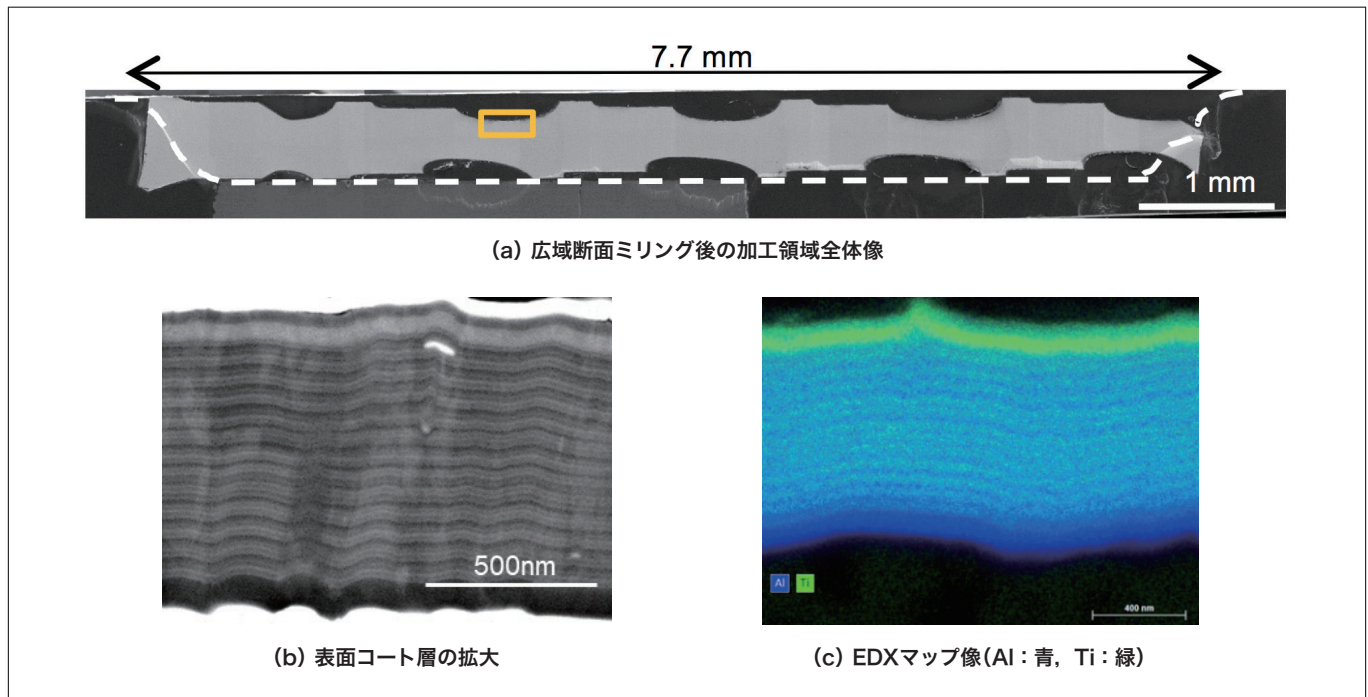 7.7 mm
1 mm
(a) 広域断面ミリング後の加工領域全体像
500nm
Al Ti
400 nm
(b) 表面コート層の拡大
(c) EDXマップ像(Al:青,Ti:緑)